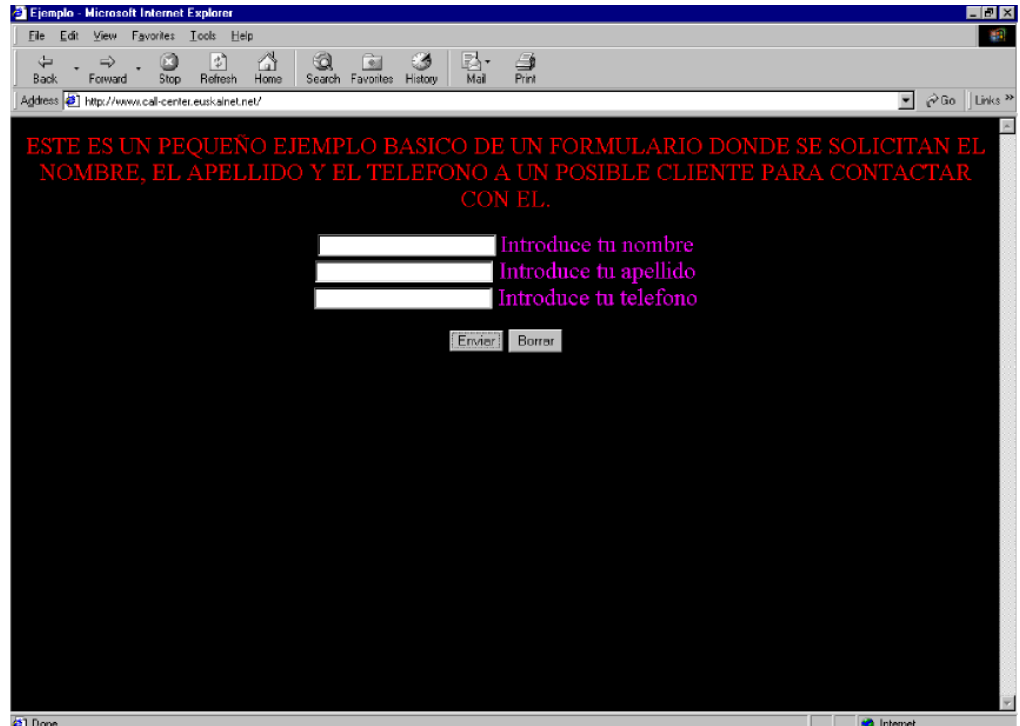 Ejemplo - Microsoft Internet Explorer
File Edit View Favorites Tools Help
Back Forward Stop Refresh Home Search Favorites History Mail Print
Address http://www.call-center.euskalnet.net/ Go Links »
ESTE ES UN PEQUEÑO EJEMPLO BASICO DE UN FORMULARIO DONDE SE SOLICITAN EL
NOMBRE, EL APELLIDO Y EL TELEFONO A UN POSIBLE CLIENTE PARA CONTACTAR
CON EL.
Introduce tu nombre
Introduce tu apellido
Introduce tu telefono
Enviar Borrar
Done Internet